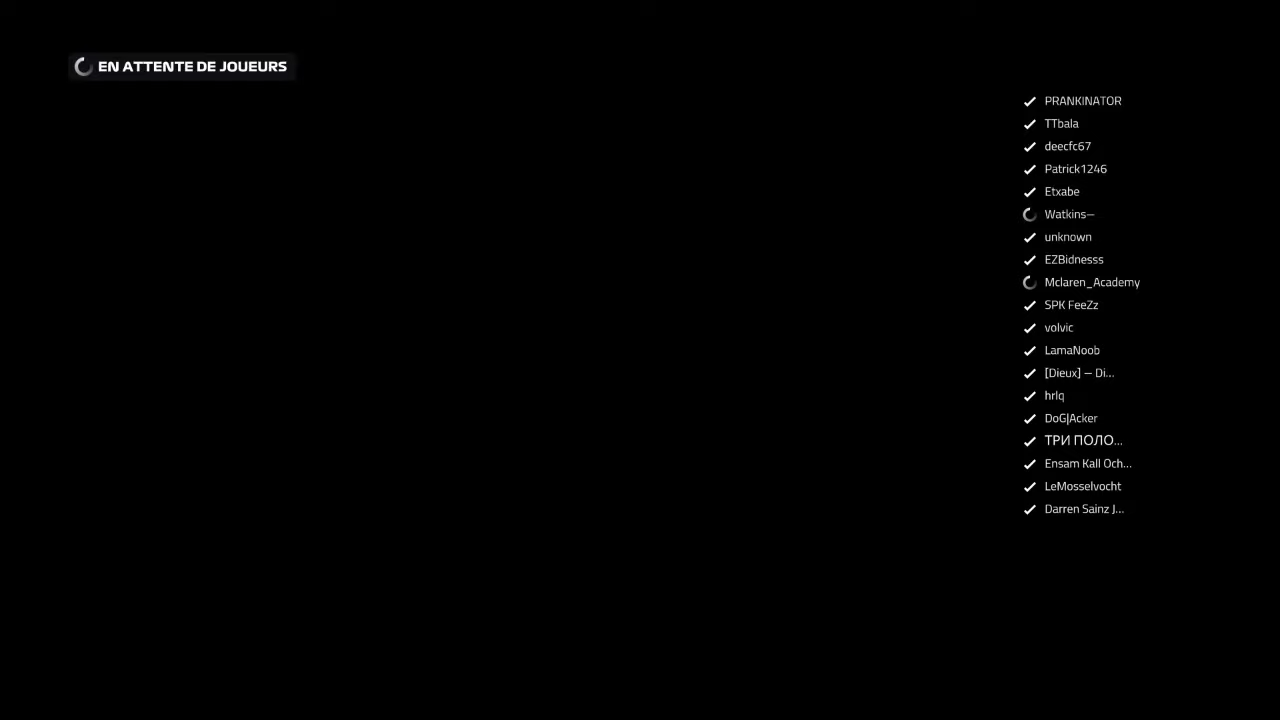 EN ATTENTE DE JOUEURS
PRANKINATOR
TTbala
deecfc67
Patrick1246
Etxabe
Watkins—
unknown
EZBidnesss
Mclaren_Academy
SPK FeeZz
volvic
LamaNoob
[Dieux] — Di...
hrlq
DoG|Acker
ТРИ ПОЛО...
Ensam Kall Och...
LeMosselvocht
Darren Sainz J...